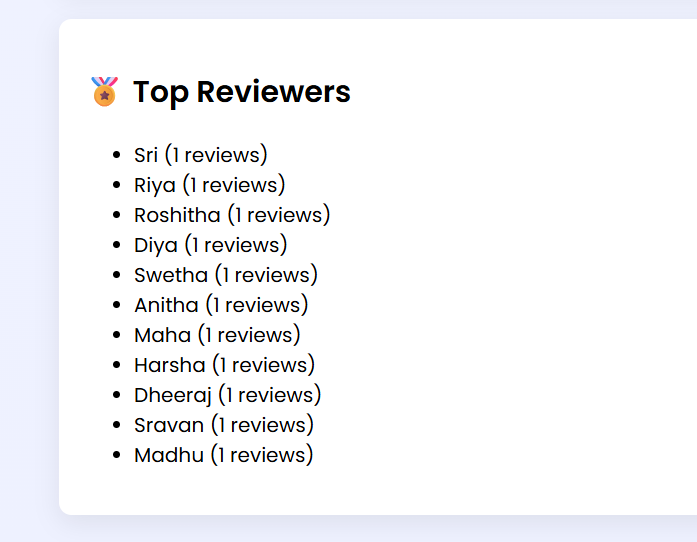 Top Reviewers
Sri (1 reviews)
Riya (1 reviews)
Roshitha (1 reviews)
Diya (1 reviews)
Swetha (1 reviews)
Anitha (1 reviews)
Maha (1 reviews)
Harsha (1 reviews)
Dheeraj (1 reviews)
Sravan (1 reviews)
Madhu (1 reviews)